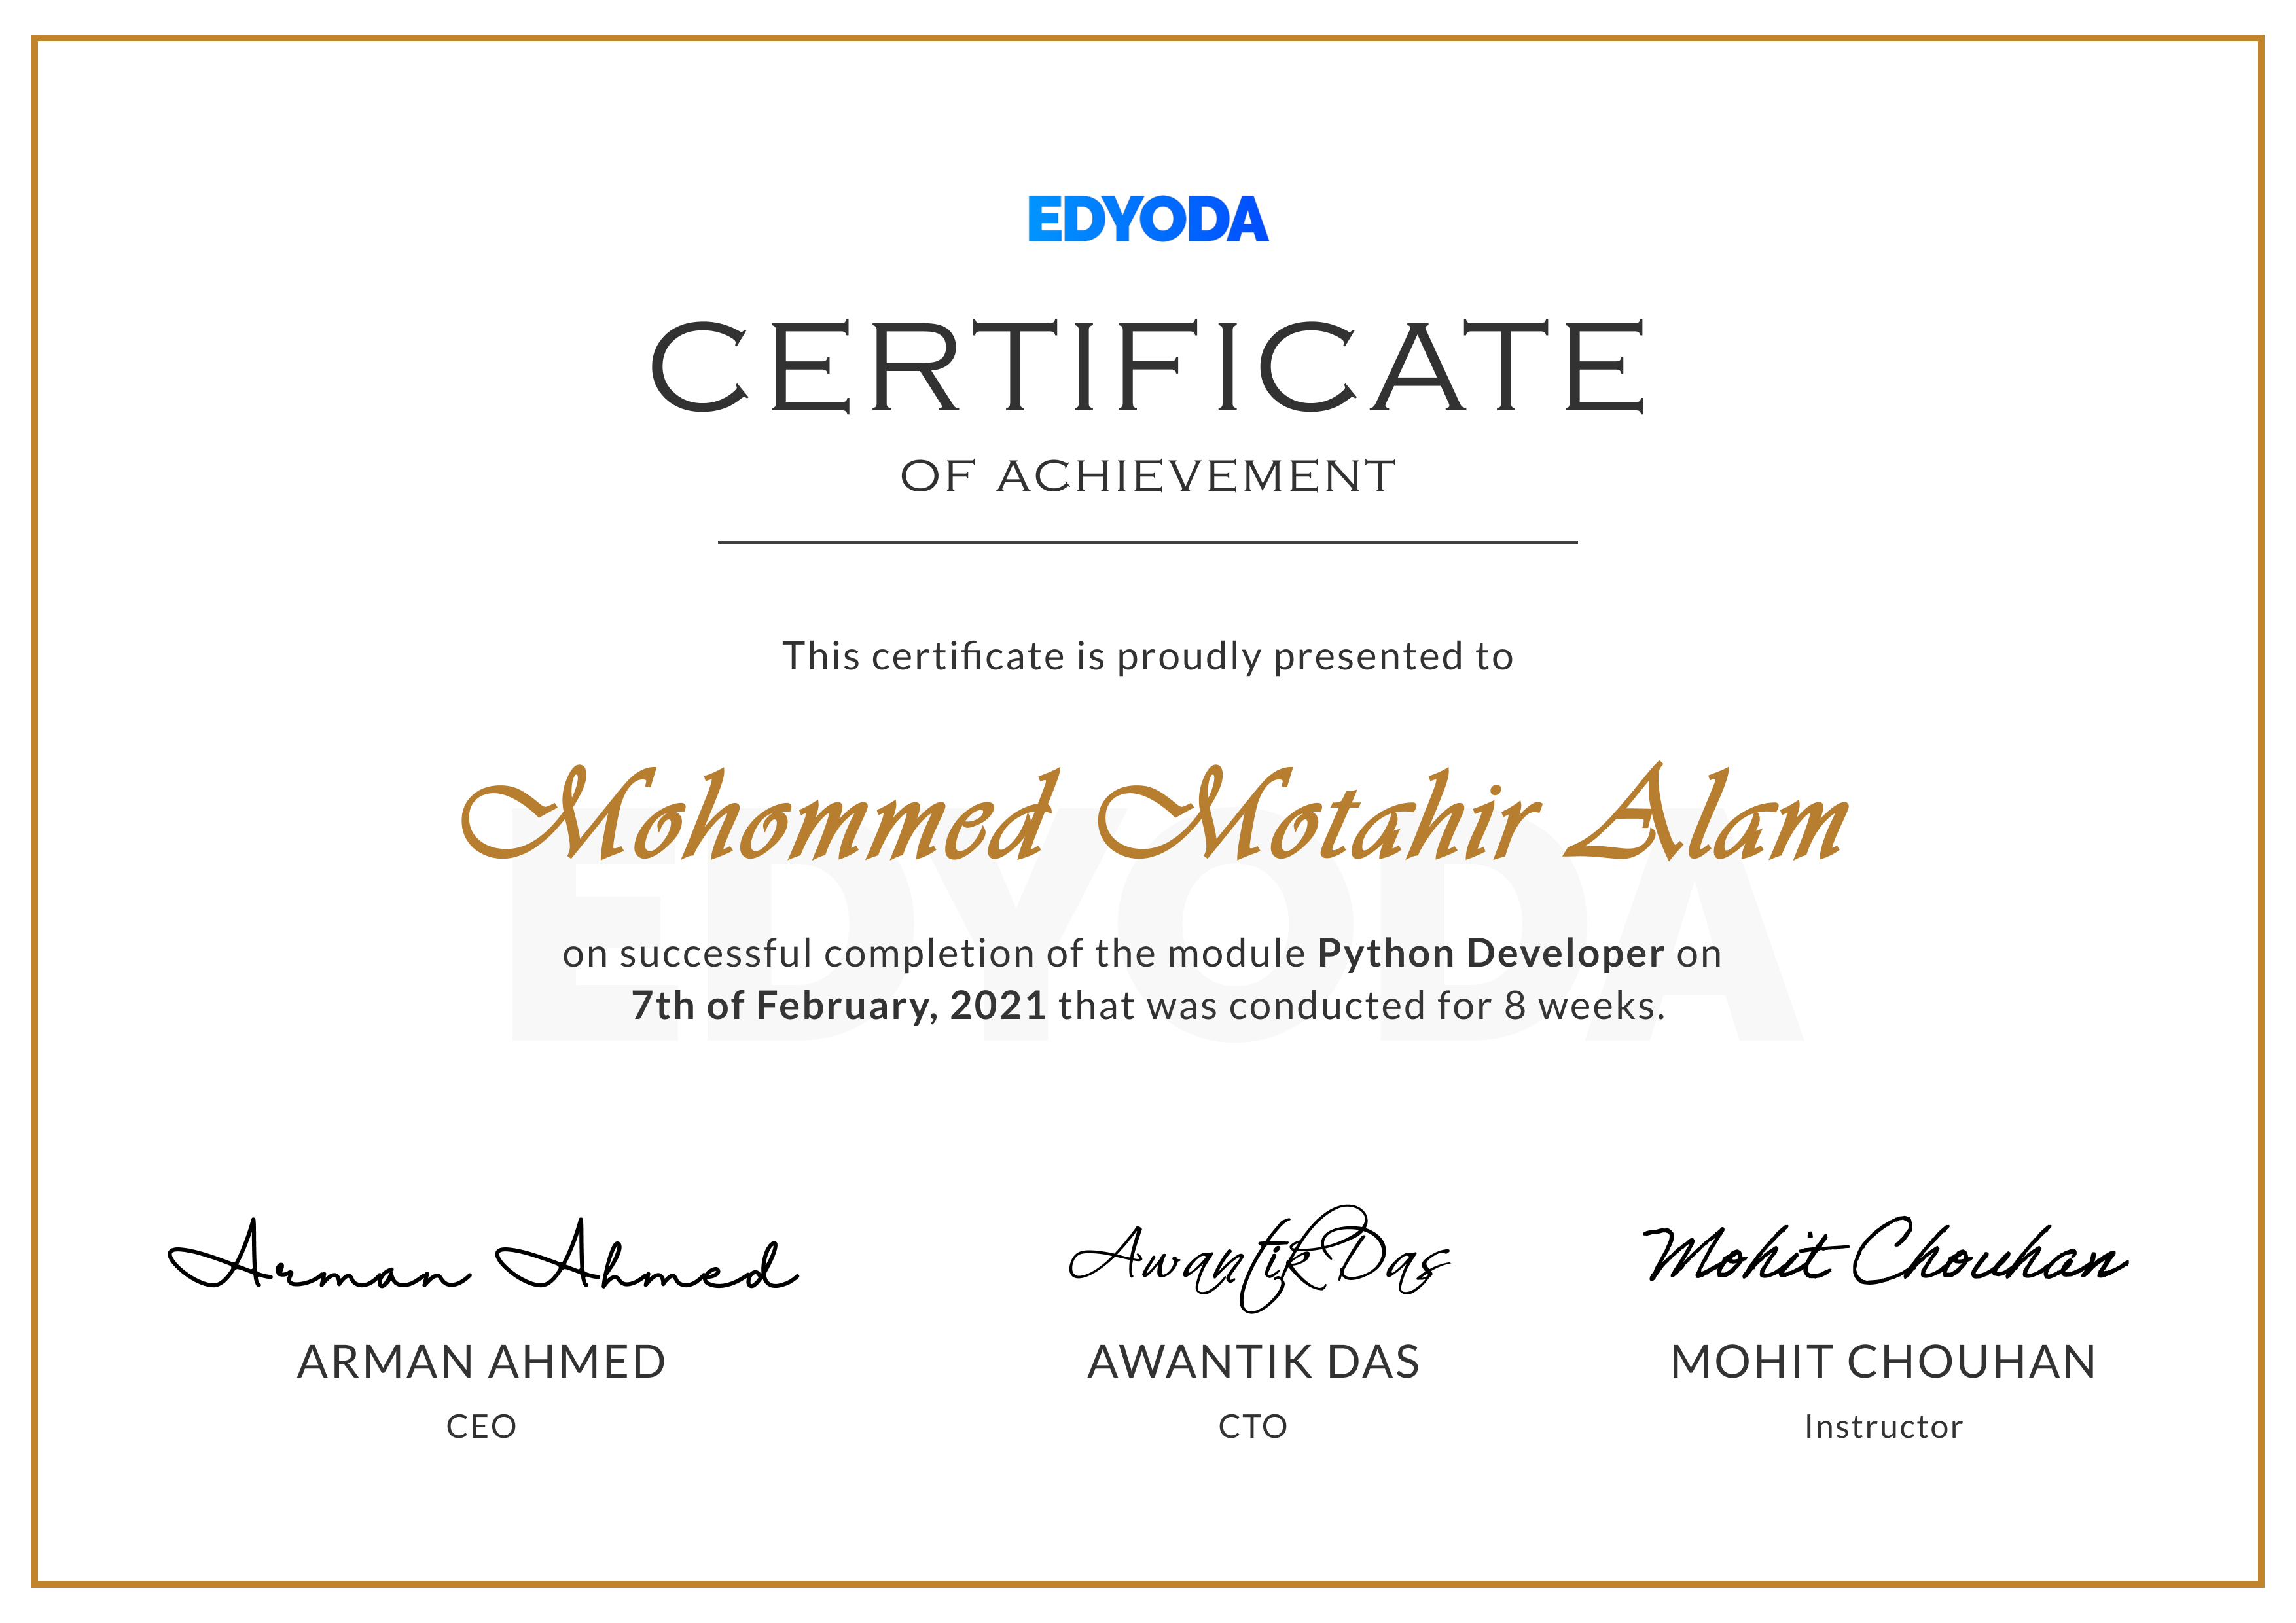 EDYODA
CERTIFICATE
OF ACHIEVEMENT
This certificate is proudly presented to
Mohommed Motahir Alam
EDYODA
on successful completion of the module Python Developer on
7th of February, 2021 that was conducted for 8 weeks.
Arman Ahmed Awantik Das Mohit Chouhan
ARMAN AHMED AWANTIK DAS MOHIT CHOUHAN
CEO CTO Instructor